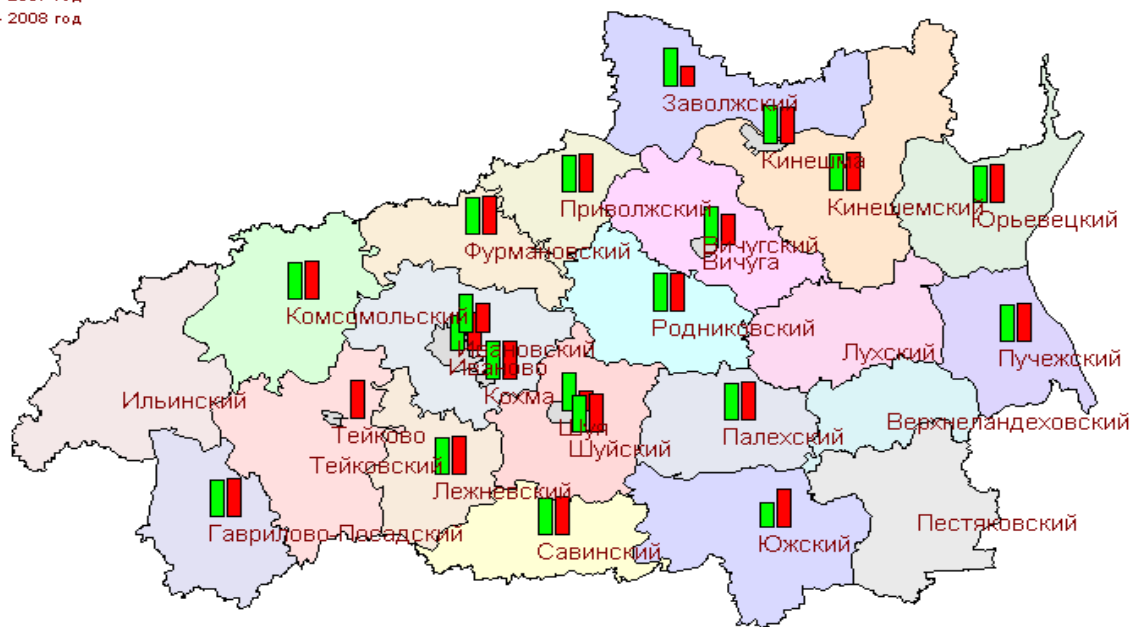 - 2008 год
Заволжский
Кинешма
Приволжский
Кинешемский
Юрьевецкий
Фурмановский
Вичугский
Вичуга
Комсомольский
Родниковский
Ивановский
Иваново
Лухский
Пучежский
Ильинский
Кохма
Верхнеландеховский
Тейково
Шуя
Шуйский
Палехский
Тейковский
Лежневский
Гаврилово-Посадский
Савинский
Южский
Пестяковский